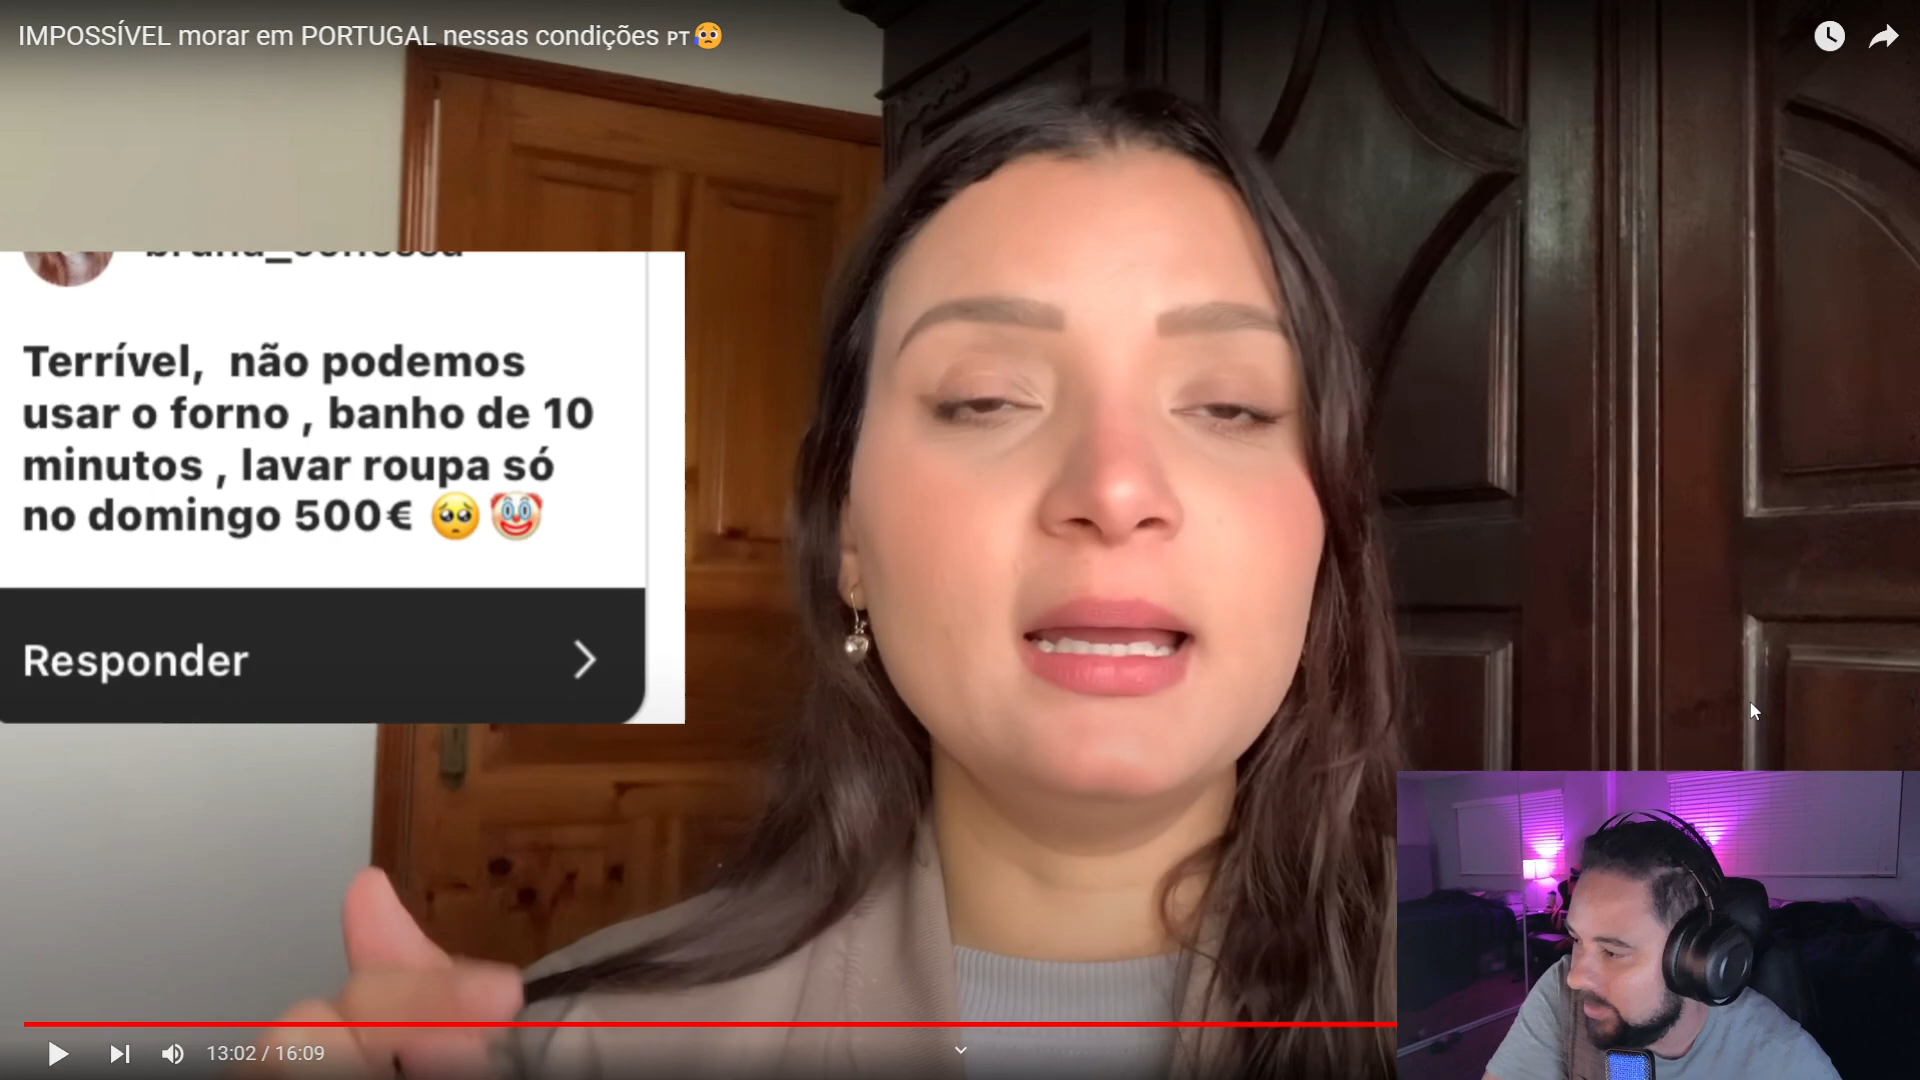 IMPOSSÍVEL morar em PORTUGAL nessas condições PT🥺
Terrível, não podemos
usar o forno , banho de 10
minutos , lavar roupa só
no domingo 500€ 🥺🤡
Responder
13:02 / 16:09